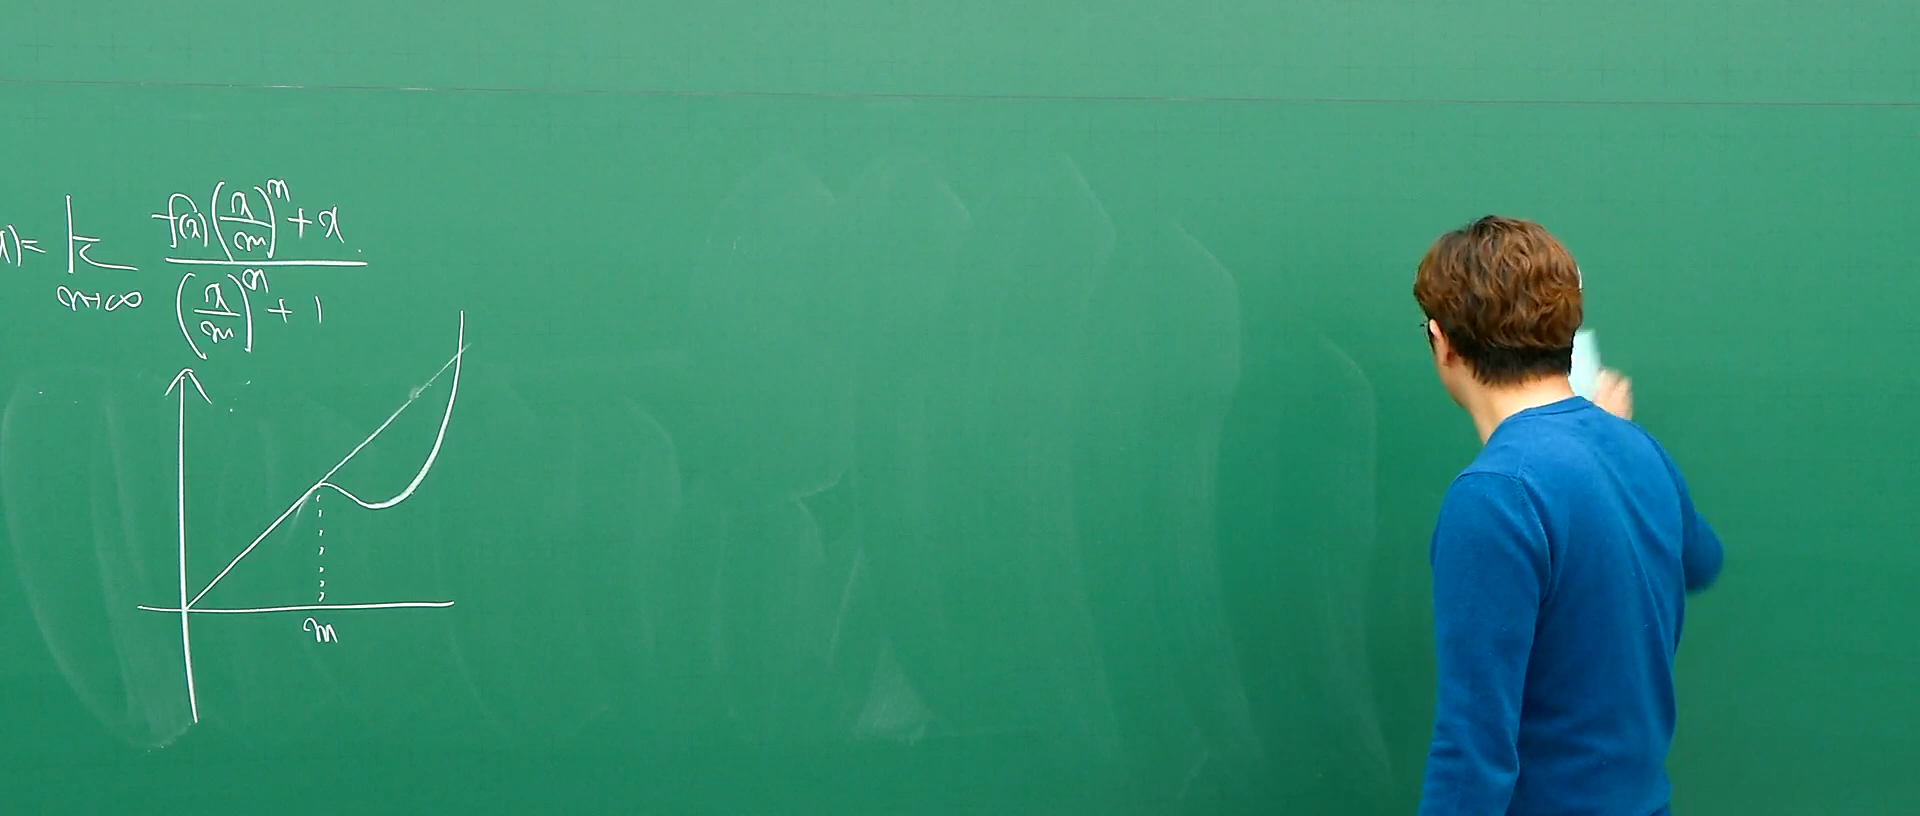 x)= lim n→∞ (f(x)(x/m)^n + x) / ((x/m)^n + 1)
m